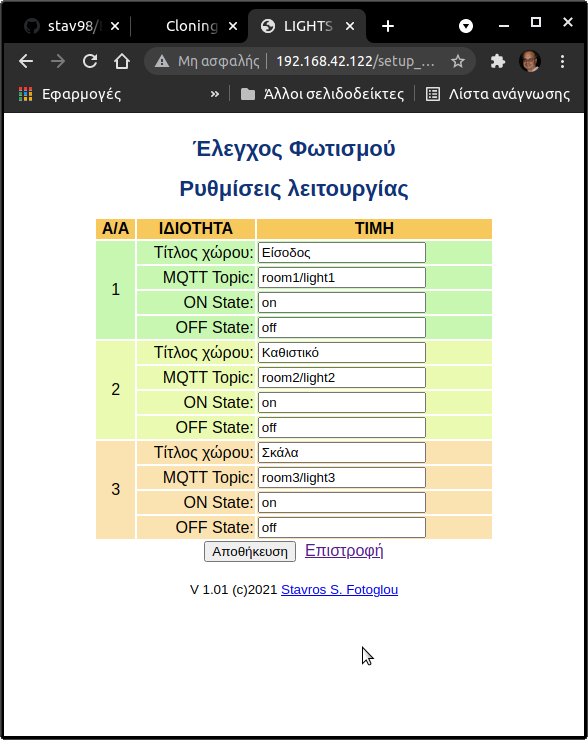 stav98/
Cloning
LIGHTS
Μη ασφαλής 192.168.42.122/setup_...
Εφαρμογές » Άλλοι σελιδοδείκτες Λίστα ανάγνωσης
Έλεγχος Φωτισμού
Ρυθμίσεις λειτουργίας
Α/Α ΙΔΙΟΤΗΤΑ ΤΙΜΗ
1
Τίτλος χώρου: Είσοδος
MQTT Topic: room1/light1
ON State: on
OFF State: off
2
Τίτλος χώρου: Καθιστικό
MQTT Topic: room2/light2
ON State: on
OFF State: off
3
Τίτλος χώρου: Σκάλα
MQTT Topic: room3/light3
ON State: on
OFF State: off
Αποθήκευση Επιστροφή
V 1.01 (c)2021 Stavros S. Fotoglou